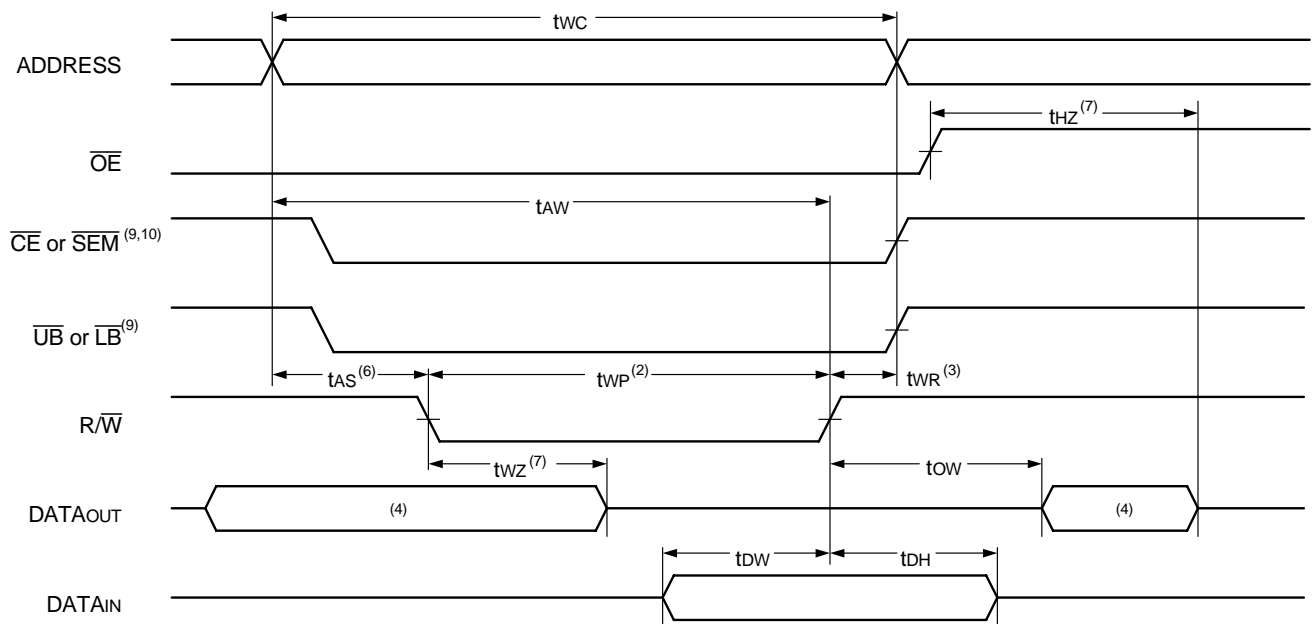 tWC
ADDRESS
tHZ(7)
OE
tAW
CE or SEM (9,10)
UB or LB(9)
tAS(6) tWP(2) tWR(3)
R/W
tWZ(7) tOW
DATAOUT (4) (4)
tDW tDH
DATAIN